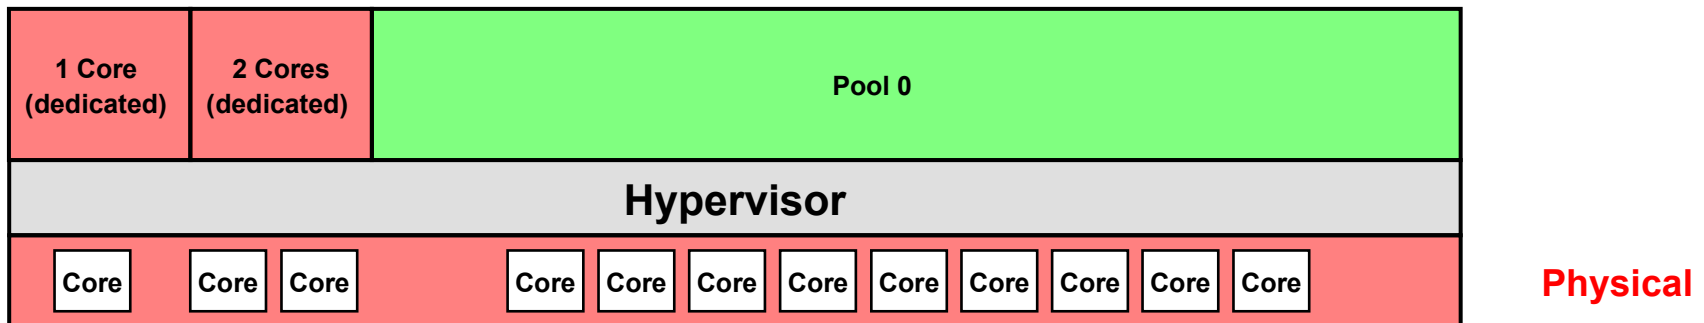 1 Core
(dedicated)
2 Cores
(dedicated)
Pool 0
Hypervisor
Core Core Core Core Core Core Core Core Core Core Core Core
Physical